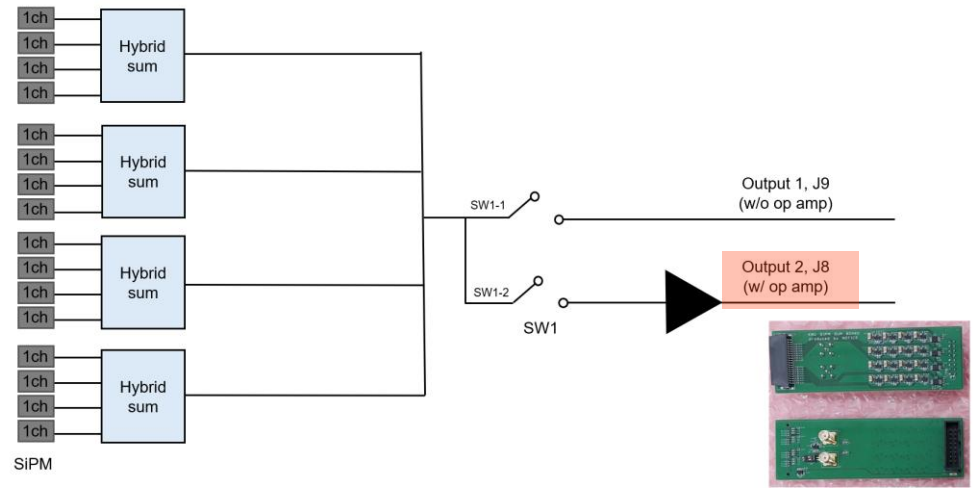 1ch
1ch
1ch
1ch
Hybrid
sum
1ch
1ch
1ch
1ch
Hybrid
sum
1ch
1ch
1ch
1ch
Hybrid
sum
1ch
1ch
1ch
1ch
Hybrid
sum
SiPM
SW1-1
SW1-2
SW1
Output 1, J9
(w/o op amp)
Output 2, J8
(w/ op amp)